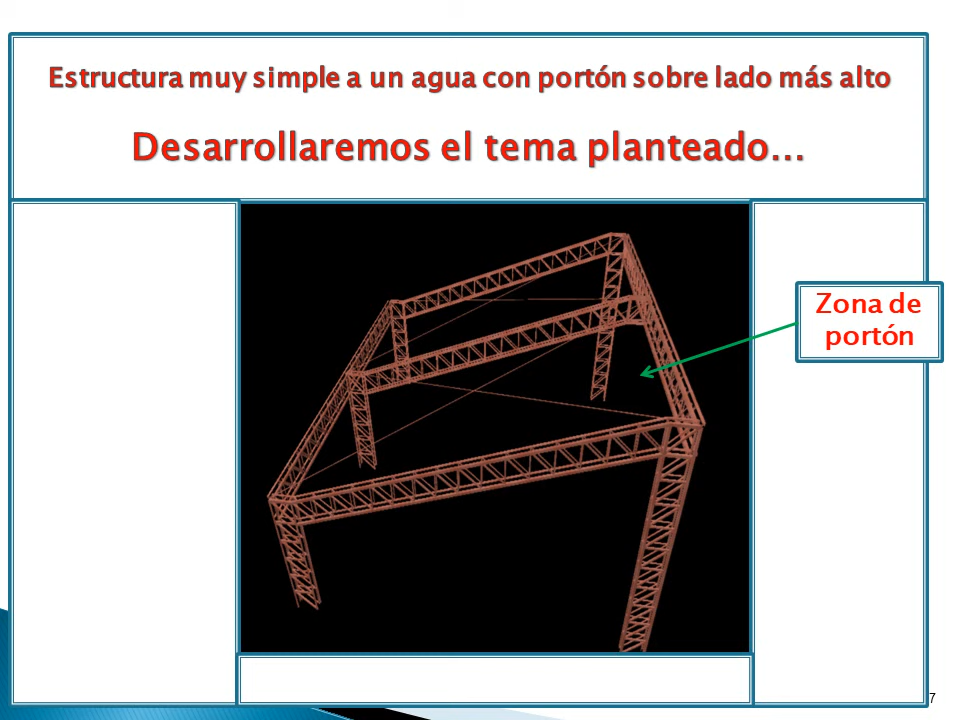 Estructura muy simple a un agua con portón sobre lado más alto
Desarrollaremos el tema planteado...
Zona de
portón
7